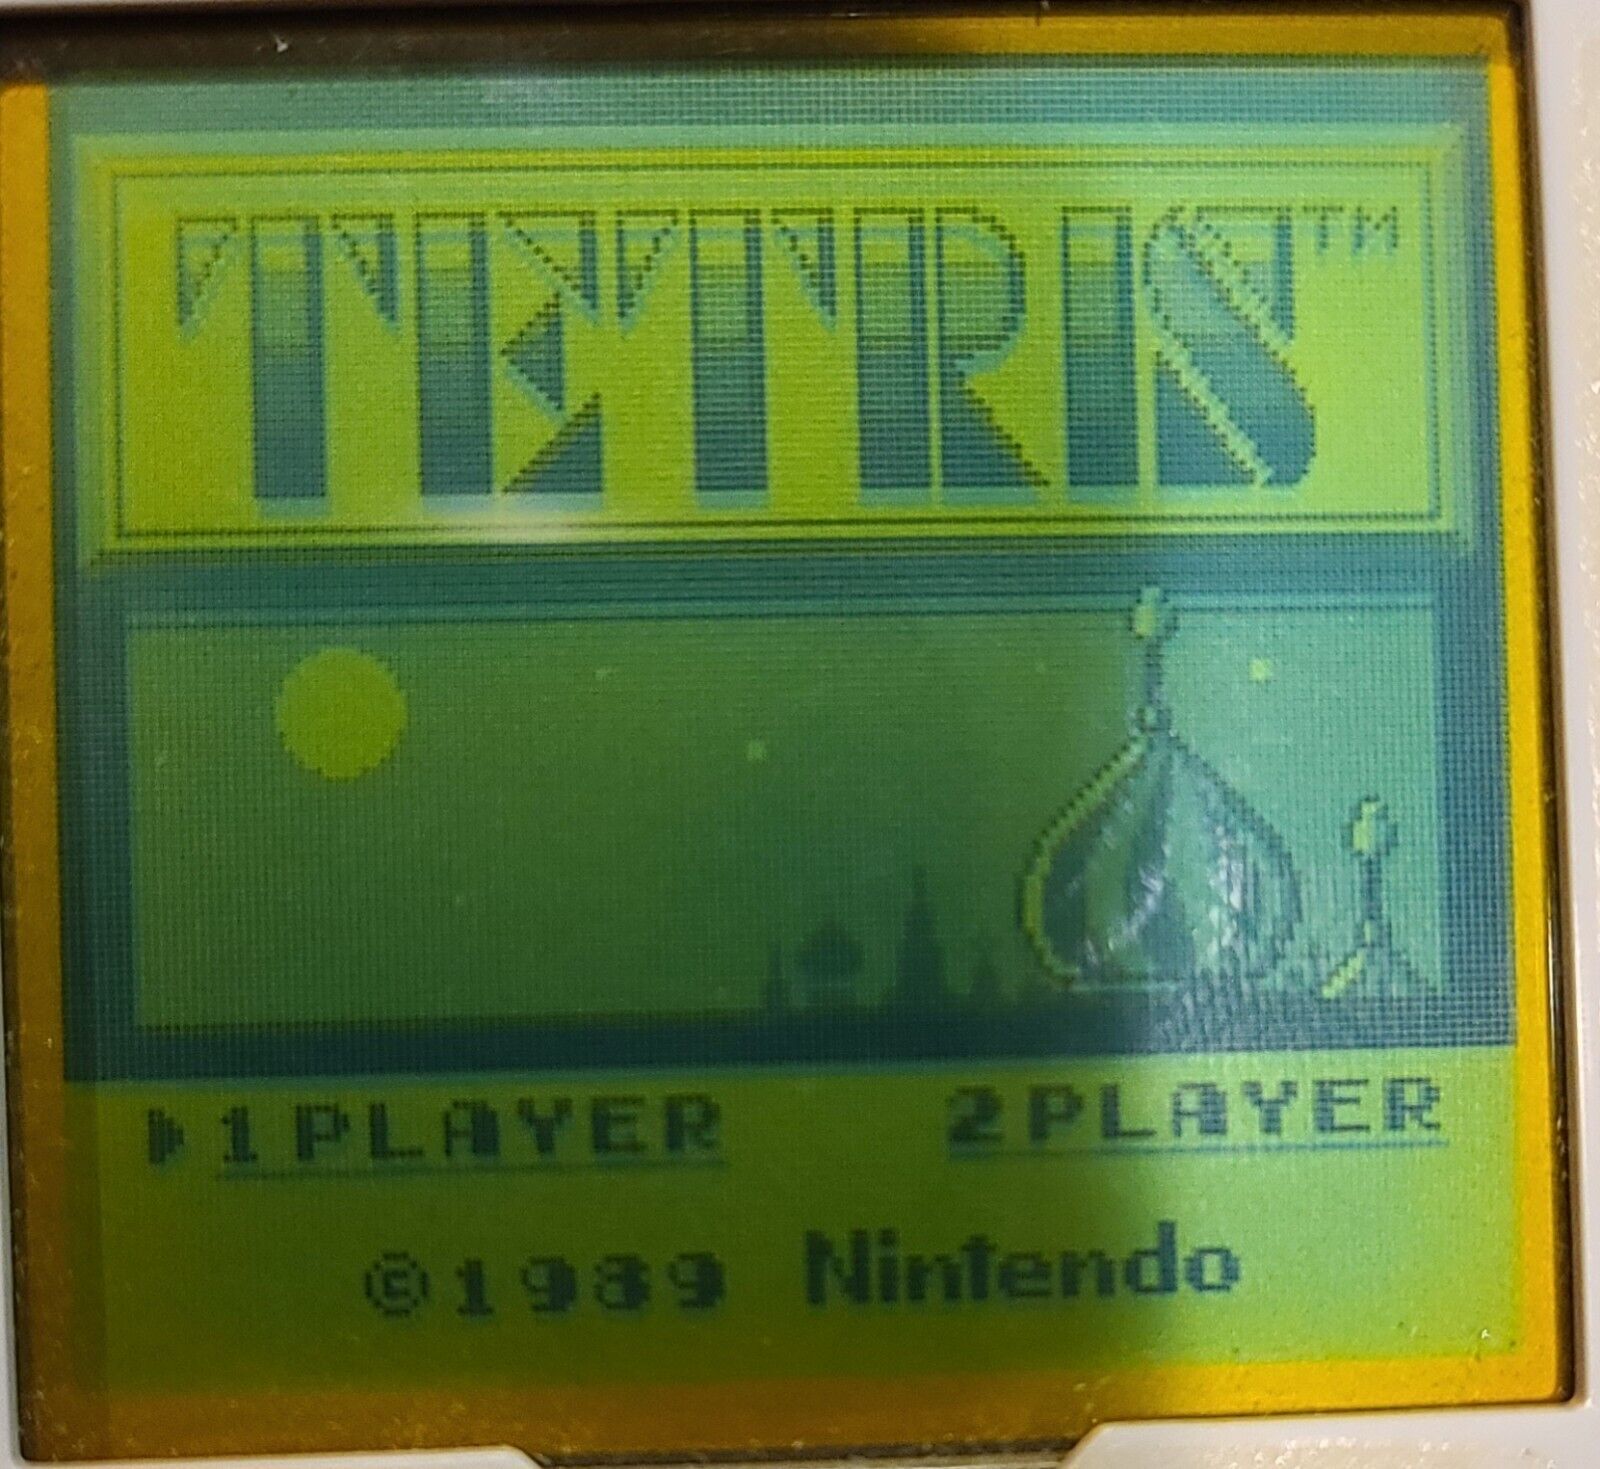 TETRIS™
▶1PLAYER 2PLAYER
©1989 Nintendo